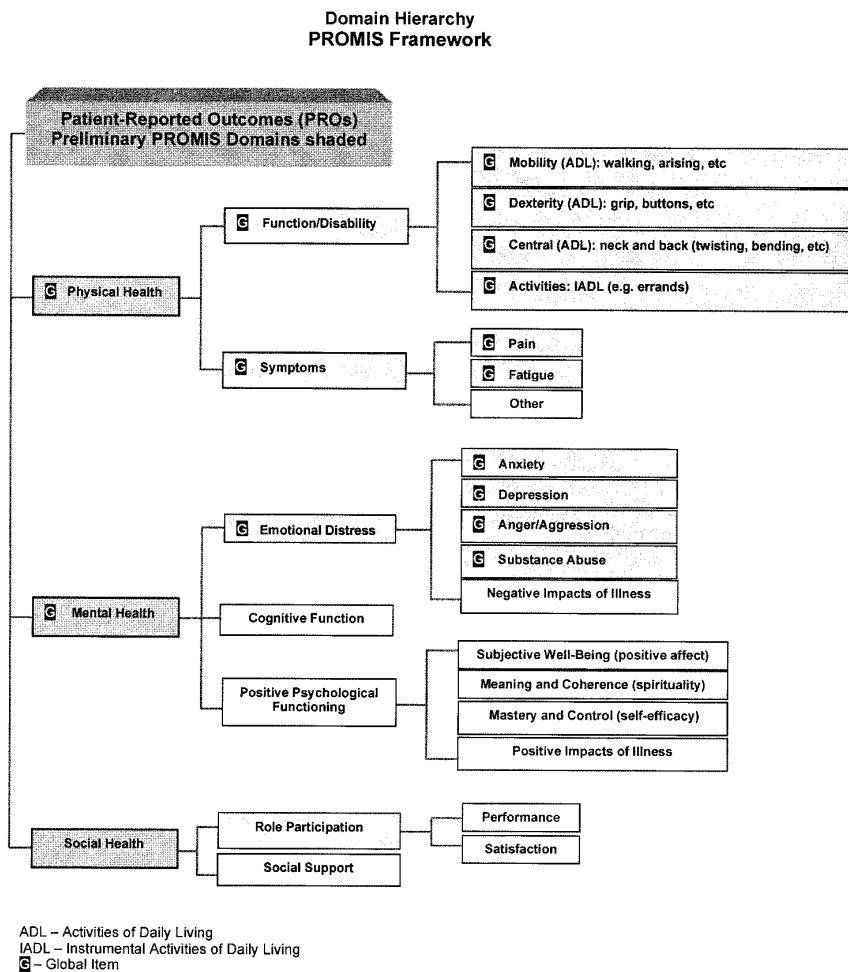 Domain Hierarchy
PROMIS Framework
Patient-Reported Outcomes (PROs)
Preliminary PROMIS Domains shaded
G Physical Health
G Function/Disability
G Mobility (ADL): walking, arising, etc
G Dexterity (ADL): grip, buttons, etc
G Central (ADL): neck and back (twisting, bending, etc)
G Activities: IADL (e.g. errands)
G Symptoms
G Pain
G Fatigue
Other
G Mental Health
G Emotional Distress
G Anxiety
G Depression
G Anger/Aggression
G Substance Abuse
Negative Impacts of Illness
Cognitive Function
Positive Psychological
Functioning
Subjective Well-Being (positive affect)
Meaning and Coherence (spirituality)
Mastery and Control (self-efficacy)
Positive Impacts of Illness
Social Health
Role Participation
Performance
Satisfaction
Social Support
ADL – Activities of Daily Living
IADL – Instrumental Activities of Daily Living
G – Global Item